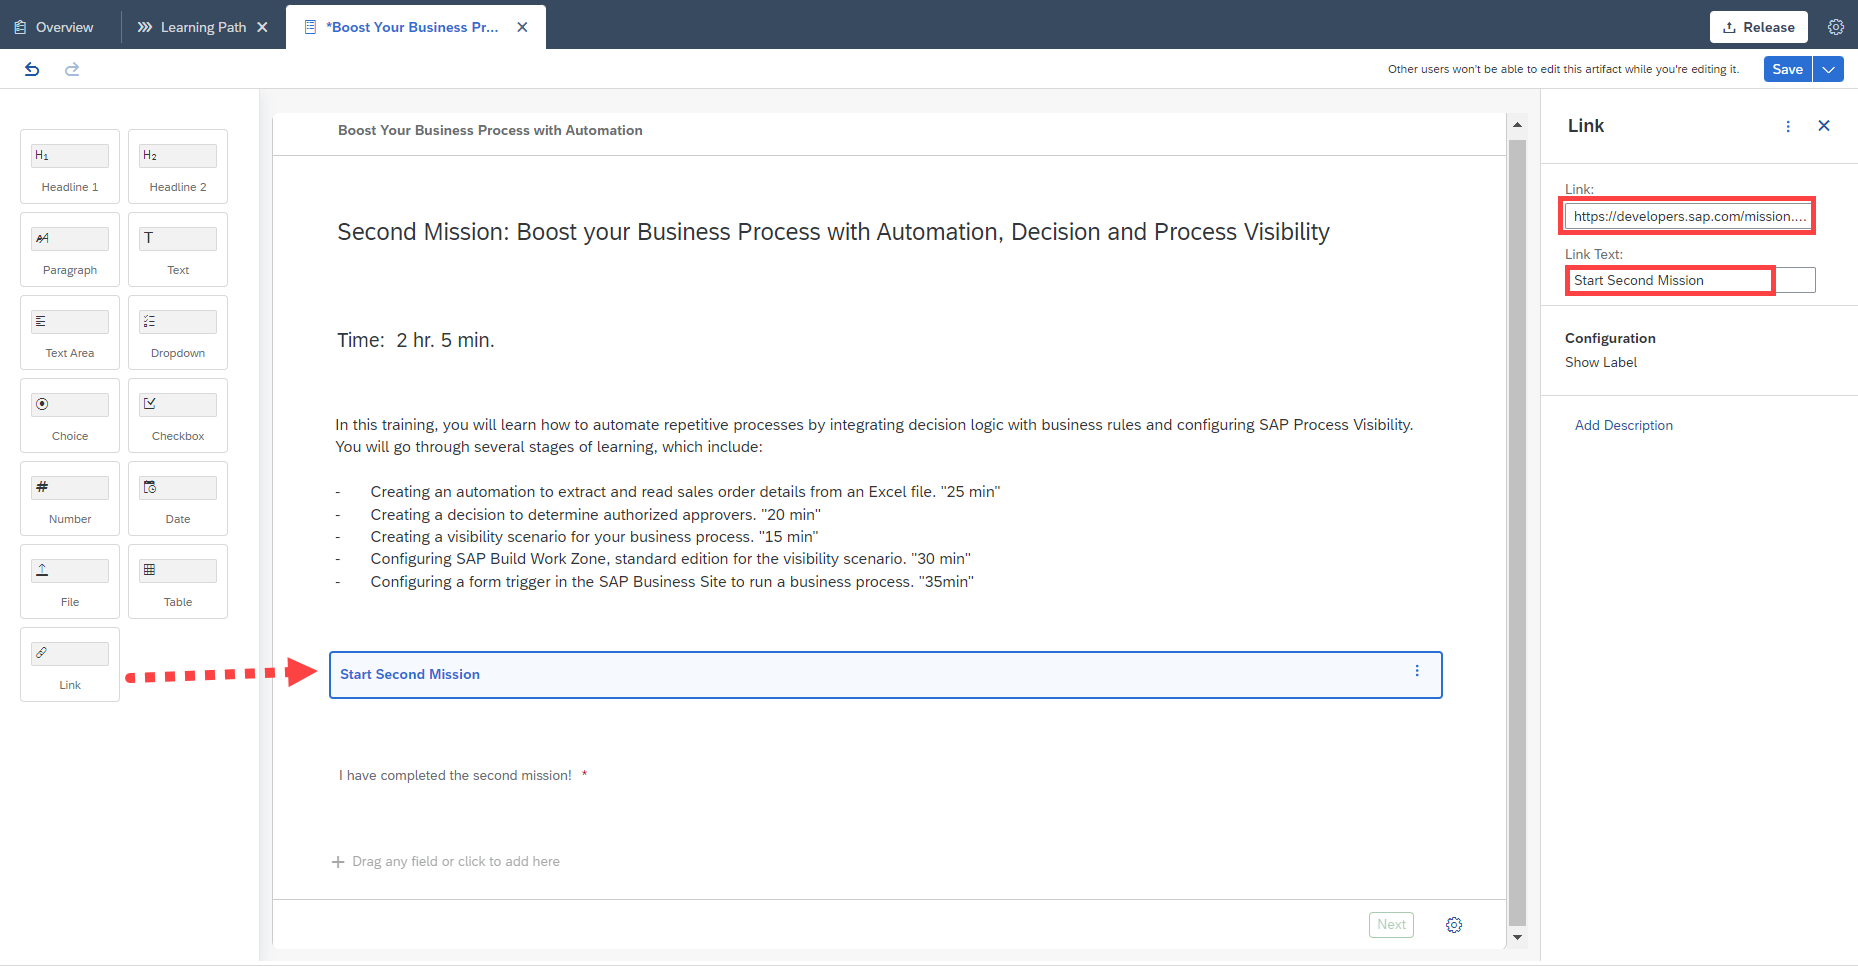 Overview
Learning Path
*Boost Your Business Pr...
Release
Other users won't be able to edit this artifact while you're editing it.
Save
H1
Headline 1
H2
Headline 2
Paragraph
T
Text
Text Area
Dropdown
Choice
Checkbox
#
Number
Date
File
Table
Link
Boost Your Business Process with Automation
Second Mission: Boost your Business Process with Automation, Decision and Process Visibility
Time:  2 hr. 5 min.
In this training, you will learn how to automate repetitive processes by integrating decision logic with business rules and configuring SAP Process Visibility.
You will go through several stages of learning, which include:
- Creating an automation to extract and read sales order details from an Excel file. "25 min"
- Creating a decision to determine authorized approvers. "20 min"
- Creating a visibility scenario for your business process. "15 min"
- Configuring SAP Build Work Zone, standard edition for the visibility scenario. "30 min"
- Configuring a form trigger in the SAP Business Site to run a business process. "35min"
Start Second Mission
I have completed the second mission! *
Drag any field or click to add here
Next
Link
Link:
https://developers.sap.com/mission....
Link Text:
Start Second Mission
Configuration
Show Label
Add Description